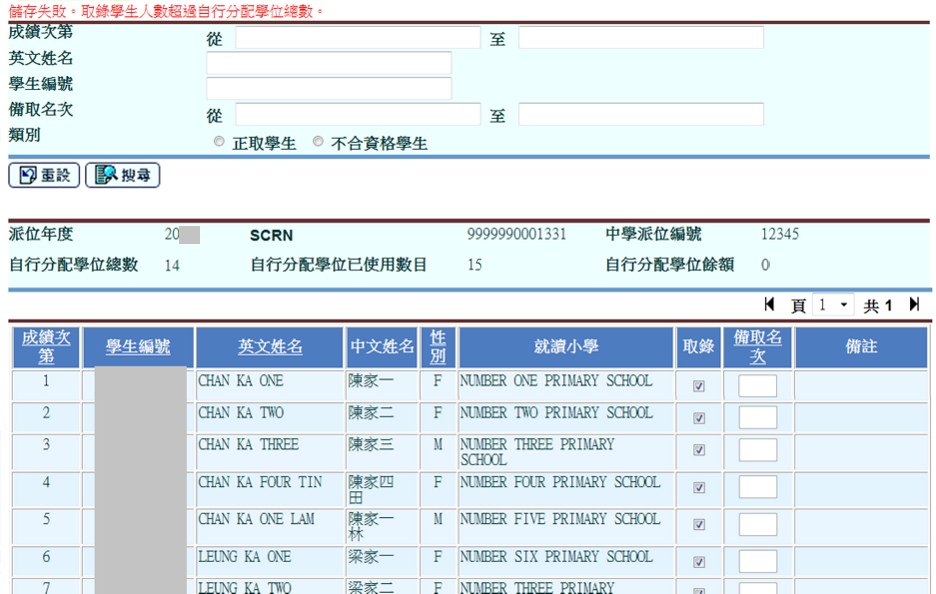 儲存失敗。取錄學生人數超過自行分配學位總數。
成績次第 從 至
英文姓名
學生編號
備取名次 從 至
類別 正取學生 不合資格學生
重設 搜尋
派位年度 20 SCRN 9999990001331 中學派位編號 12345
自行分配學位總數 14 自行分配學位已使用數目 15 自行分配學位餘額 0
頁 1 共 1
成績次第 學生編號 英文姓名 中文姓名 性別 就讀小學 取錄 備取名次 備註
1 CHAN KA ONE 陳家一 F NUMBER ONE PRIMARY SCHOOL
2 CHAN KA TWO 陳家二 F NUMBER TWO PRIMARY SCHOOL
3 CHAN KA THREE 陳家三 M NUMBER THREE PRIMARY SCHOOL
4 CHAN KA FOUR TIN 陳家四田 F NUMBER FOUR PRIMARY SCHOOL
5 CHAN KA ONE LAM 陳家一林 M NUMBER FIVE PRIMARY SCHOOL
6 LEUNG KA ONE 梁家一 F NUMBER SIX PRIMARY SCHOOL
7 LEUNG KA TWO 梁家二 F NUMBER THREE PRIMARY